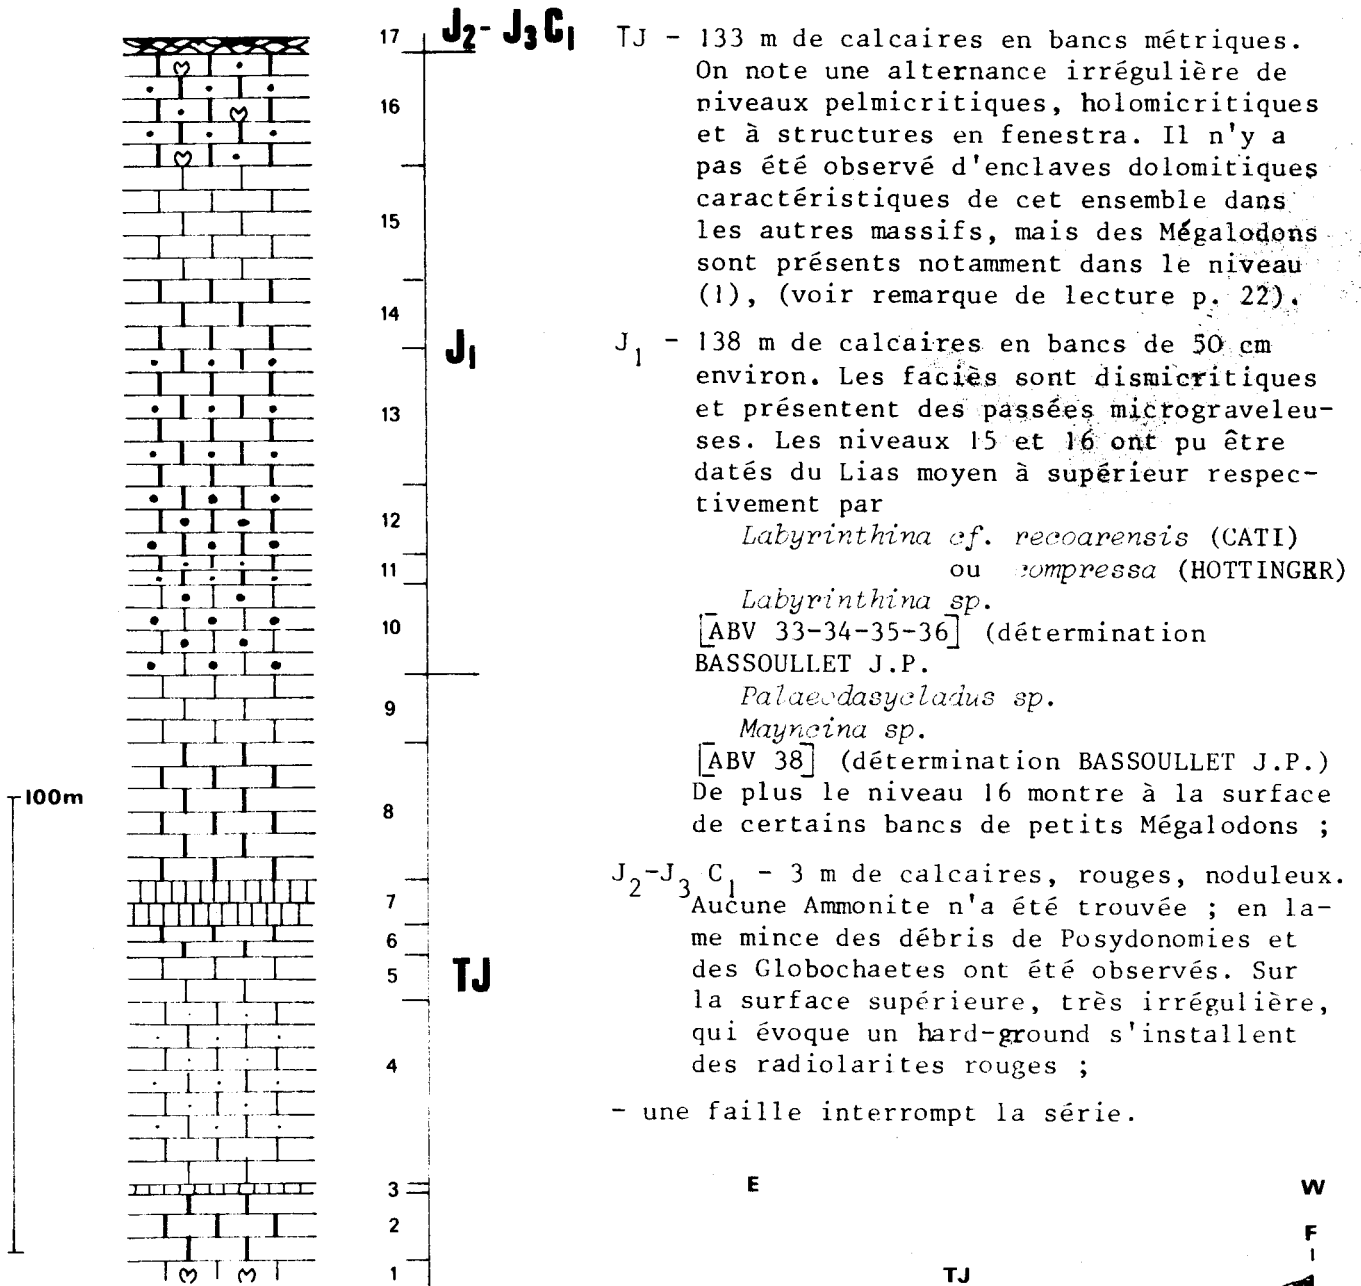 17
J2- J3C1
16
15
14
J1
13
12
11
10
9
100m
8
7
6
5
TJ
4
3
2
1
TJ - 133 m de calcaires en bancs métriques.
On note une alternance irrégulière de
niveaux pelmicritiques, holomicritiques
et à structures en fenestra. Il n'y a
pas été observé d'enclaves dolomitiques
caractéristiques de cet ensemble dans
les autres massifs, mais des Mégalodons
sont présents notamment dans le niveau
(1), (voir remarque de lecture p. 22).
J1 - 138 m de calcaires en bancs de 50 cm
environ. Les faciès sont dismicritiques
et présentent des passées micrograveleu-
ses. Les niveaux 15 et 16 ont pu être
datés du Lias moyen à supérieur respec-
tivement par
Labyrinthina cf. recoarensis (CATI)
ou compressa (HOTTINGER)
Labyrinthina sp.
[ABV 33-34-35-36] (détermination
BASSOULLET J.P.
Palaeodasycladus sp.
Mayncina sp.
[ABV 38] (détermination BASSOULLET J.P.)
De plus le niveau 16 montre à la surface
de certains bancs de petits Mégalodons ;
J2-J3 C1 - 3 m de calcaires, rouges, noduleux.
Aucune Ammonite n'a été trouvée ; en la-
me mince des débris de Posydonomies et
des Globochaetes ont été observés. Sur
la surface supérieure, très irrégulière,
qui évoque un hard-ground s'installent
des radiolarites rouges ;
- une faille interrompt la série.
E W
F
TJ